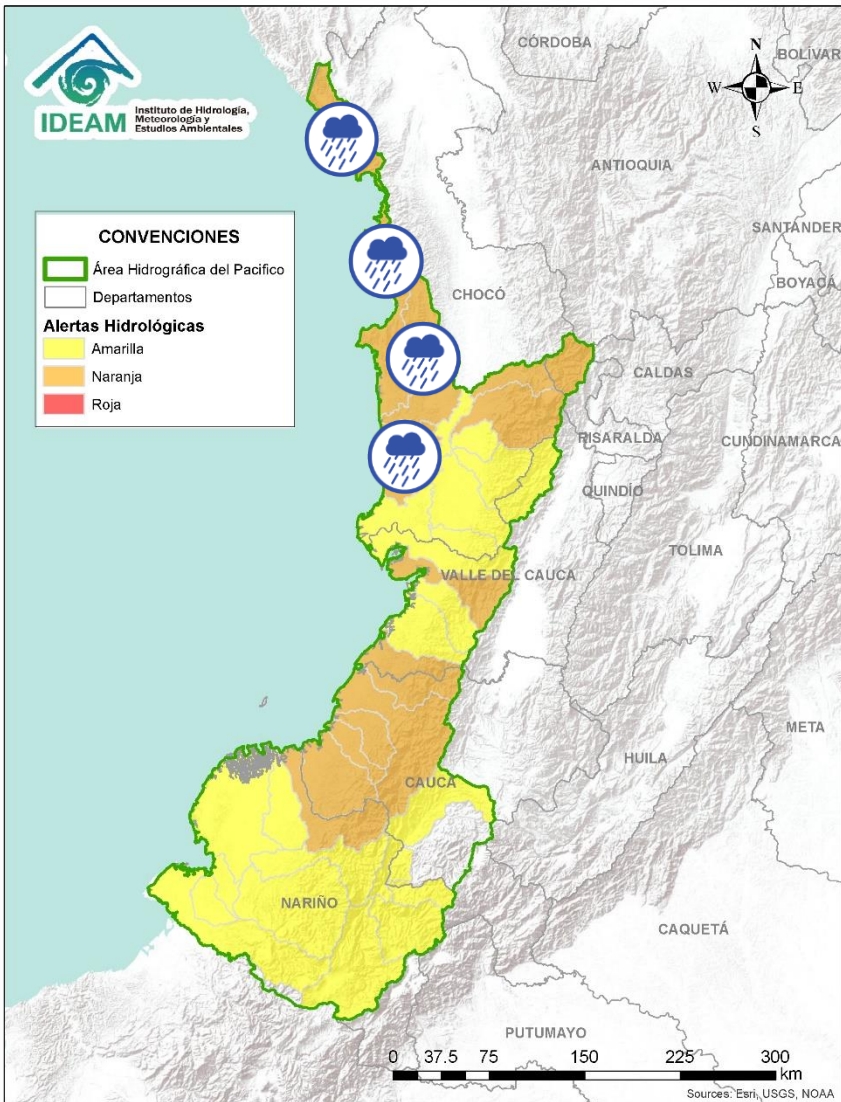 IDEAM
Instituto de Hidrología,
Meteorología y
Estudios Ambientales
CÓRDOBA
BOLÍVAR
N
W E
S
ANTIOQUIA
SANTANDER
BOYACÁ
CONVENCIONES
Área Hidrográfica del Pacifico
Departamentos
Alertas Hidrológicas
Amarilla
Naranja
Roja
CHOCÓ
CALDAS
RISARALDA
CUNDINAMARCA
QUINDÍO
TOLIMA
VALLE DEL CAUCA
META
HUILA
CAUCA
NARIÑO
CAQUETÁ
PUTUMAYO
0 37.5 75 150 225 300
km
Sources: Esri, USGS, NOAA